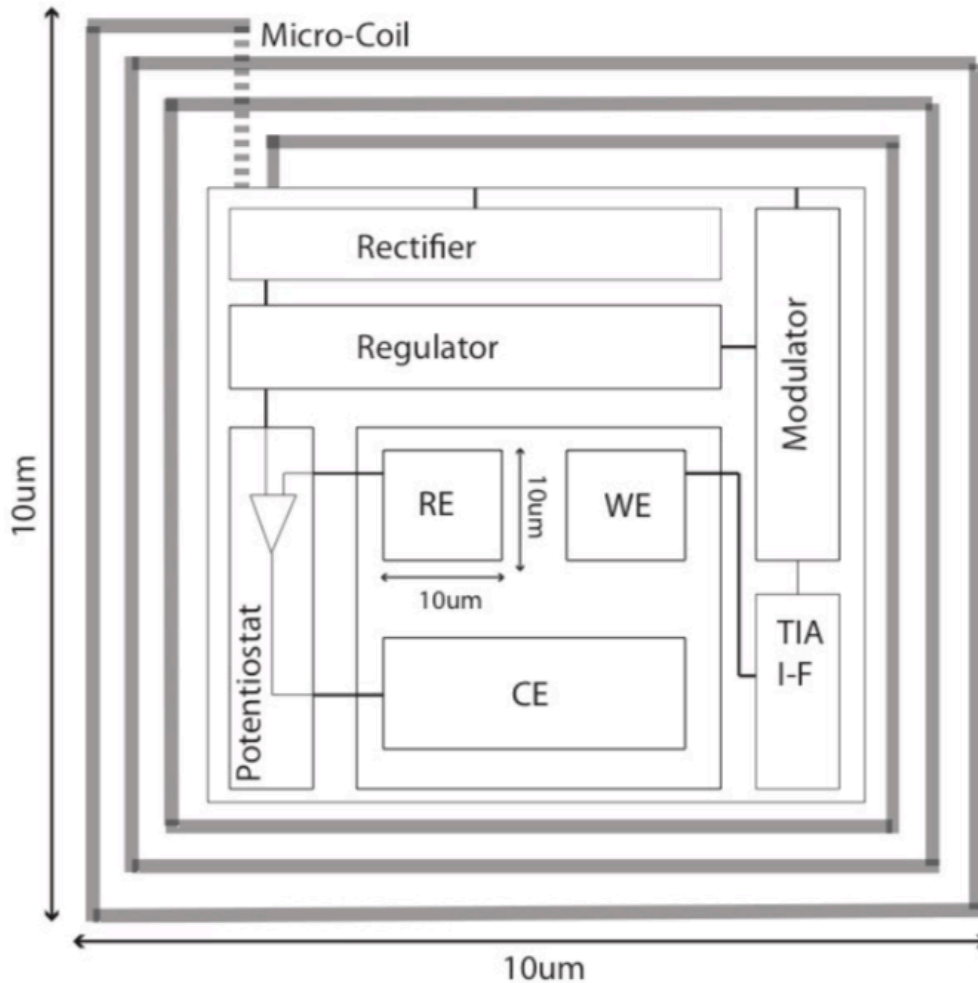 Micro-Coil
Rectifier
Regulator
Modulator
10um
RE
10um
WE
10um
Potentiostat
CE
TIA
I-F
10um